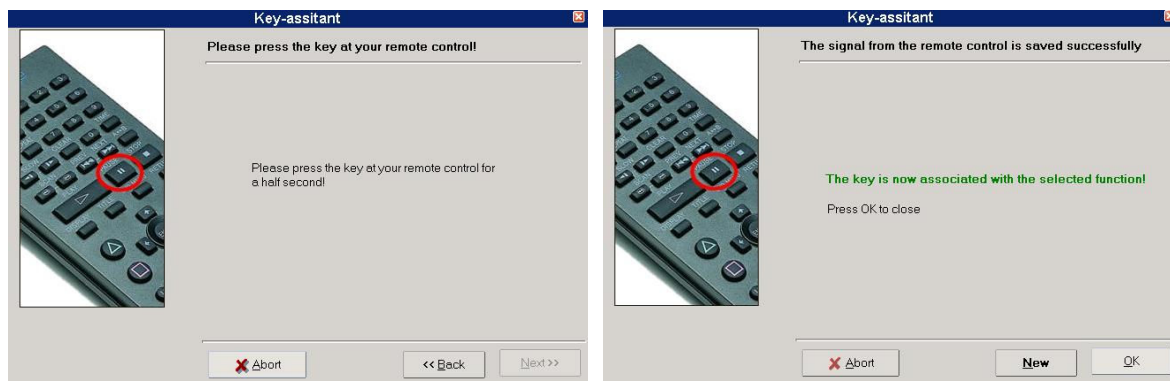 Key-assitant
Please press the key at your remote control!
Please press the key at your remote control for
a half second!
Abort
<< Back
Next >>
Key-assitant
The signal from the remote control is saved successfully
The key is now associated with the selected function!
Press OK to close
Abort
New
OK